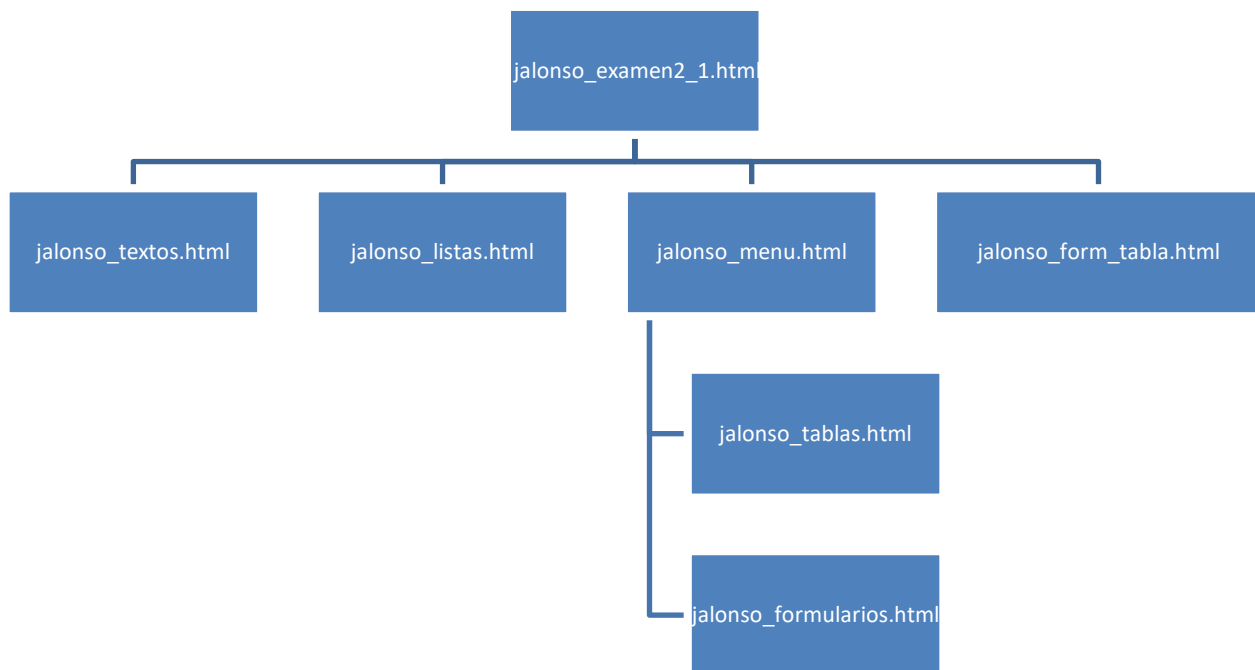 jalonso_examen2_1.html
jalonso_textos.html
jalonso_listas.html
jalonso_menu.html
jalonso_form_tabla.html
jalonso_tablas.html
jalonso_formularios.html